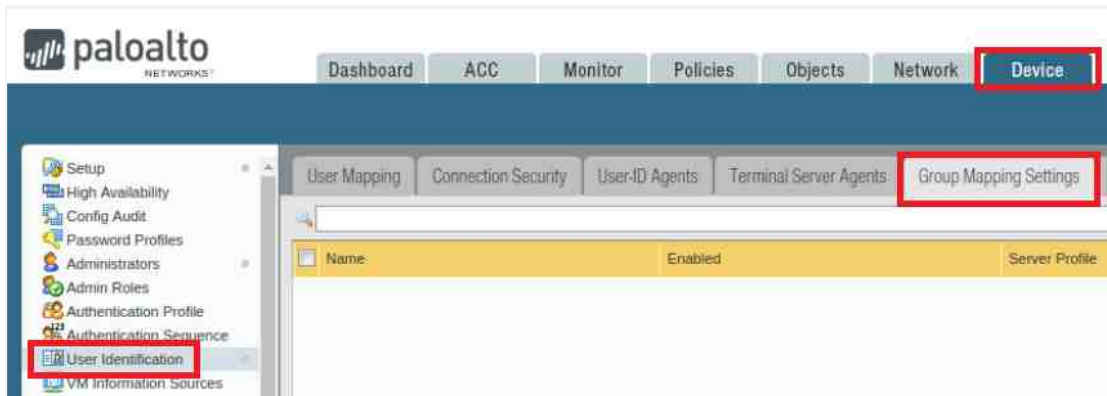 paloalto
NETWORKS
Dashboard ACC Monitor Policies Objects Network Device
Setup
High Availability
Config Audit
Password Profiles
Administrators
Admin Roles
Authentication Profile
Authentication Sequence
User Identification
VM Information Sources
User Mapping Connection Security User-ID Agents Terminal Server Agents Group Mapping Settings
Name Enabled Server Profile